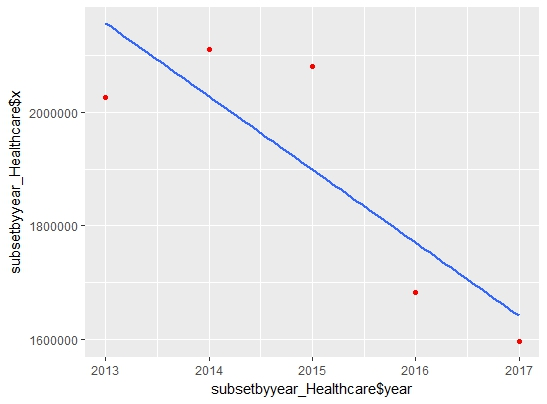 subsetbyyear_Healthcare$x
2000000
1800000
1600000
2013 2014 2015 2016 2017
subsetbyyear_Healthcare$year